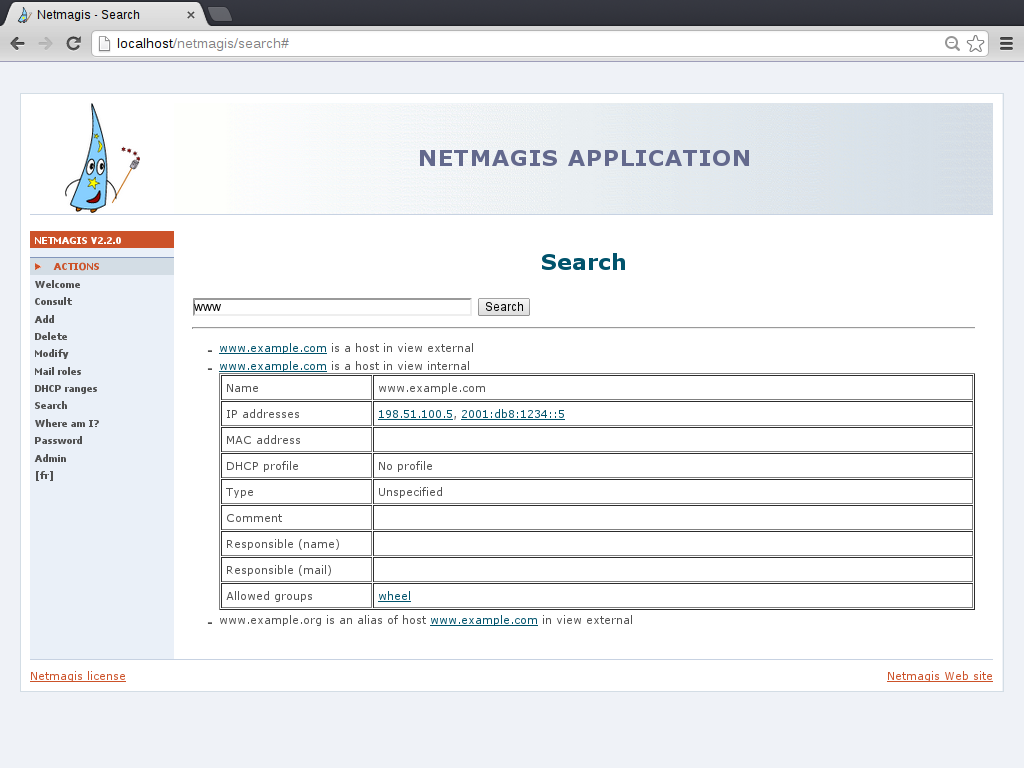 Netmagis - Search
localhost/netmagis/search#
NETMAGIS APPLICATION
NETMAGIS V2.2.0
ACTIONS
Welcome
Consult
Add
Delete
Modify
Mail roles
DHCP ranges
Search
Where am I?
Password
Admin
[fr]
Search
www Search
- www.example.com is a host in view external
- www.example.com is a host in view internal
Name www.example.com
IP addresses 198.51.100.5, 2001:db8:1234::5
MAC address
DHCP profile No profile
Type Unspecified
Comment
Responsible (name)
Responsible (mail)
Allowed groups wheel
- www.example.org is an alias of host www.example.com in view external
Netmagis license Netmagis Web site